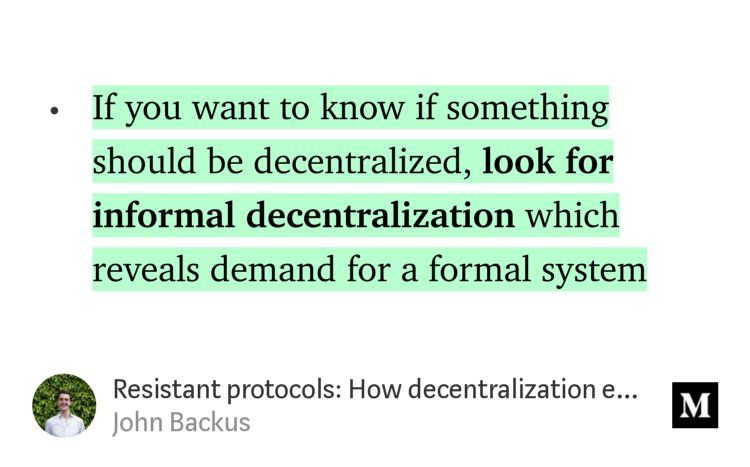 • If you want to know if something
should be decentralized, look for
informal decentralization which
reveals demand for a formal system
Resistant protocols: How decentralization e...
John Backus
M